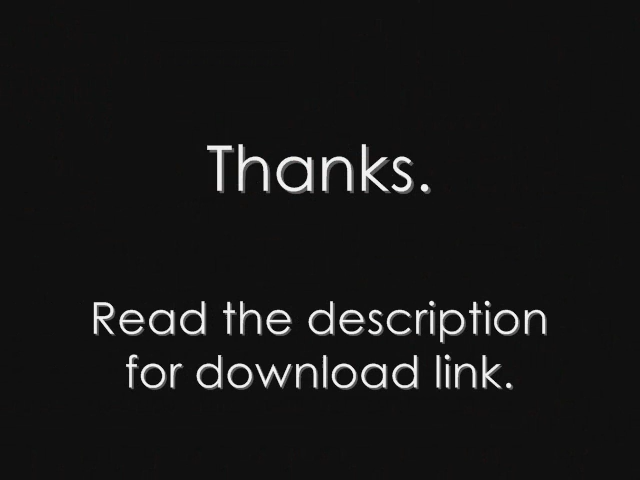 Thanks.
Read the description
for download link.